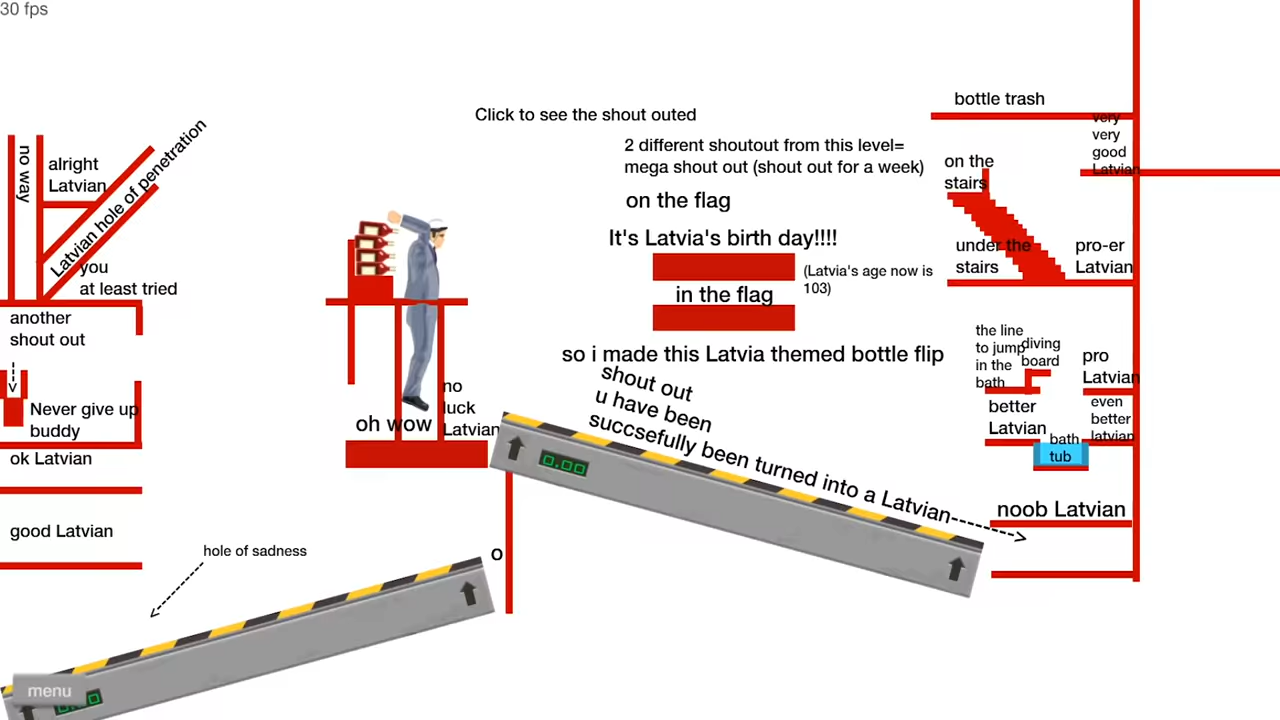 30 fps
no way
alright
Latvian
Latvian hole of penetration
you
at least tried
another
shout out
Never give up
buddy
ok Latvian
good Latvian
hole of sadness
menu
oh wow
no
luck
Latvian
o
Click to see the shout outed
2 different shoutout from this level=
mega shout out (shout out for a week)
on the flag
It's Latvia's birth day!!!!
in the flag
(Latvia's age now is
103)
so i made this Latvia themed bottle flip
shout out
u have been
succsefully been turned into a Latvian
0.00
bottle trash
very
very
good
Latvian
on the
stairs
under the
stairs
pro-er
Latvian
the line
to jump
in the
bath
diving
board
pro
Latvian
better
Latvian
even
better
latvian
bath
tub
noob Latvian